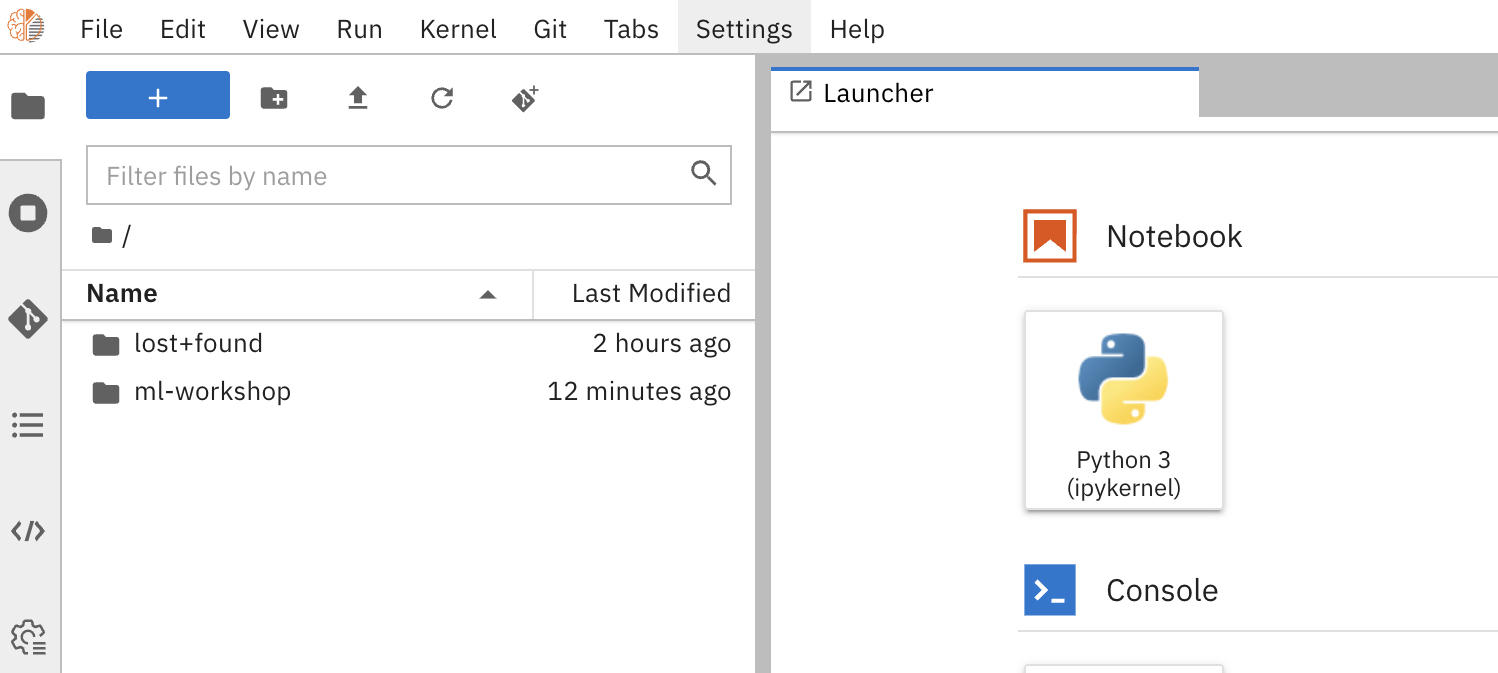 File Edit View Run Kernel Git Tabs Settings Help
Launcher
Filter files by name
/
Name Last Modified
lost+found 2 hours ago
ml-workshop 12 minutes ago
Notebook
Python 3
(ipykernel)
Console